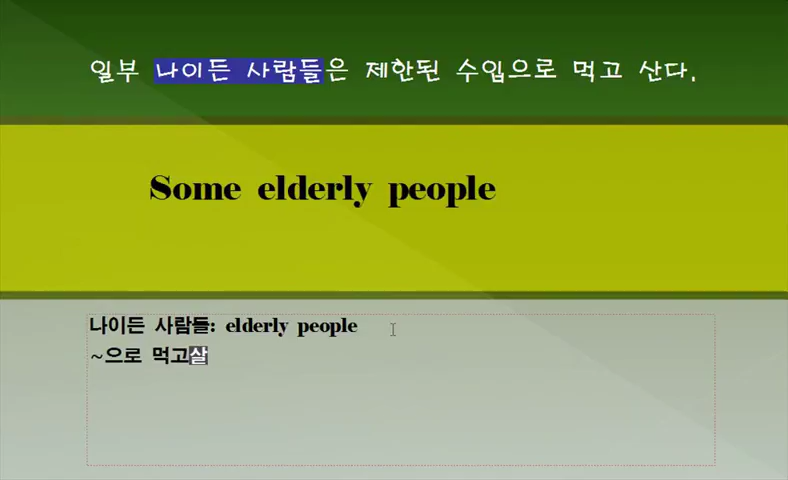 일부 나이든 사람들은 제한된 수입으로 먹고 산다.
Some elderly people
나이든 사람들: elderly people
~으로 먹고살